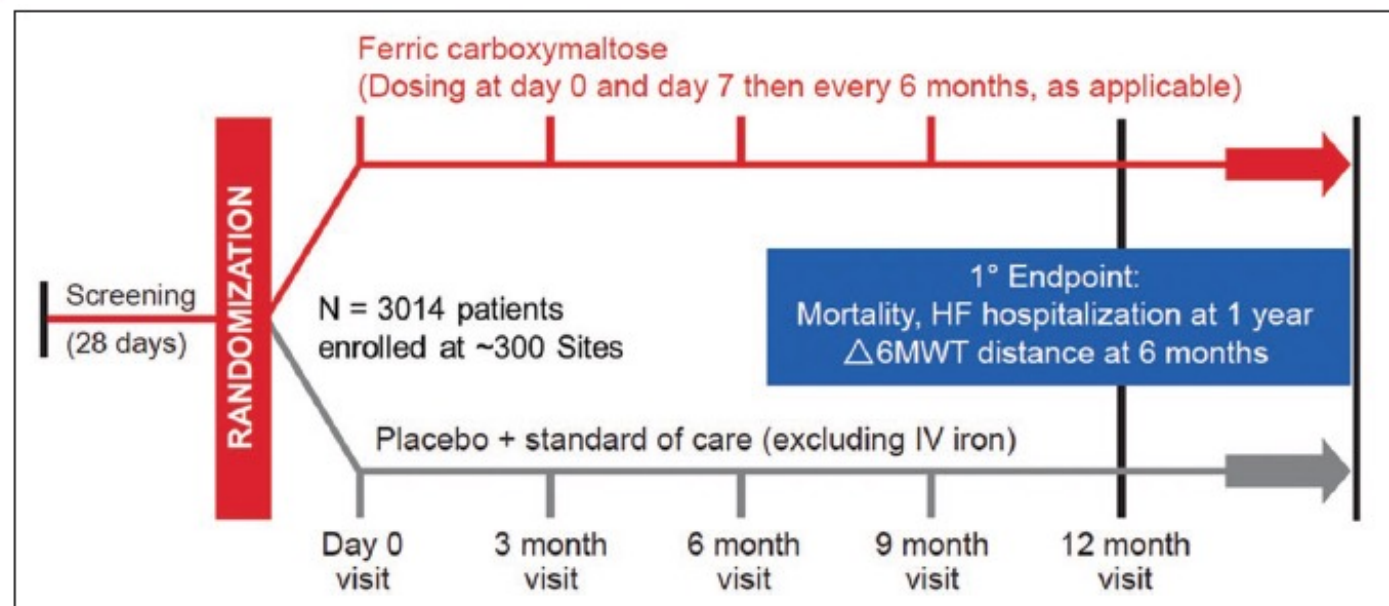 Ferric carboxymaltose
(Dosing at day 0 and day 7 then every 6 months, as applicable)
RANDOMIZATION
Screening
(28 days)
N = 3014 patients
enrolled at ~300 Sites
1° Endpoint:
Mortality, HF hospitalization at 1 year
△6MWT distance at 6 months
Placebo + standard of care (excluding IV iron)
Day 0
visit
3 month
visit
6 month
visit
9 month
visit
12 month
visit